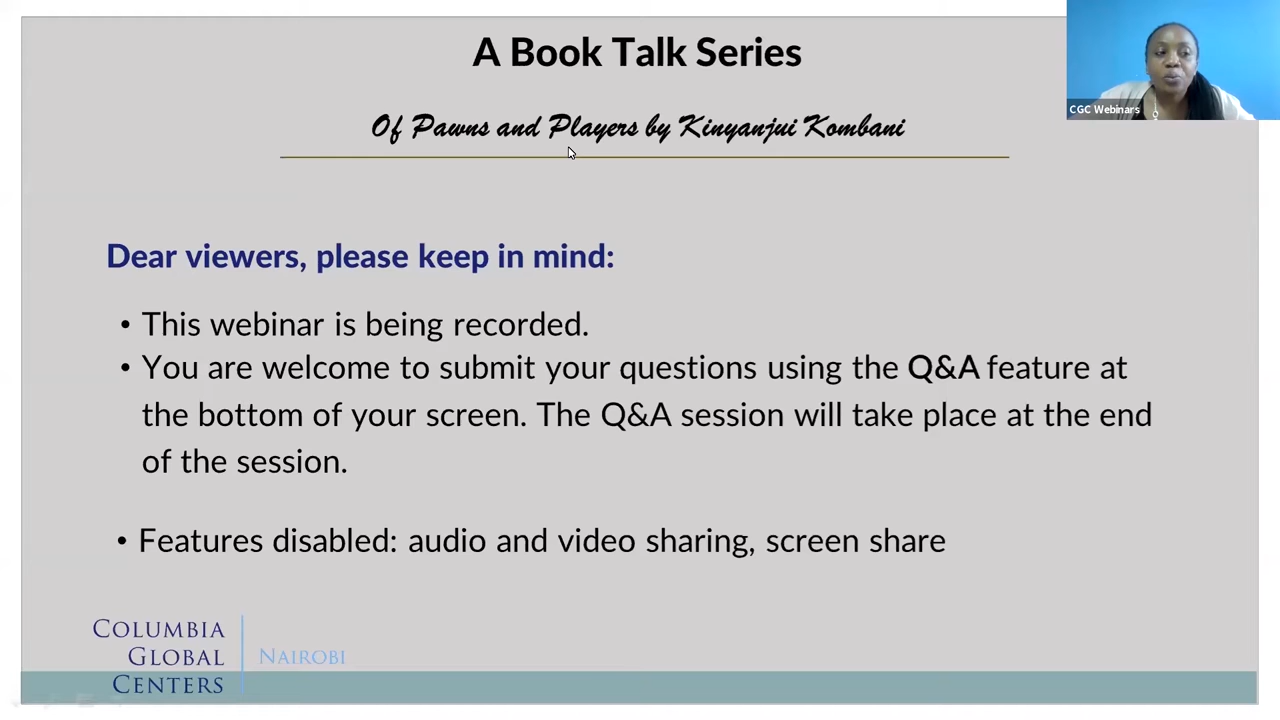 A Book Talk Series
Of Pawns and Players by Kinyanjui Kombani
CGC Webinars
Dear viewers, please keep in mind:
• This webinar is being recorded.
• You are welcome to submit your questions using the Q&A feature at
the bottom of your screen. The Q&A session will take place at the end
of the session.
• Features disabled: audio and video sharing, screen share
COLUMBIA
GLOBAL
CENTERS
NAIROBI